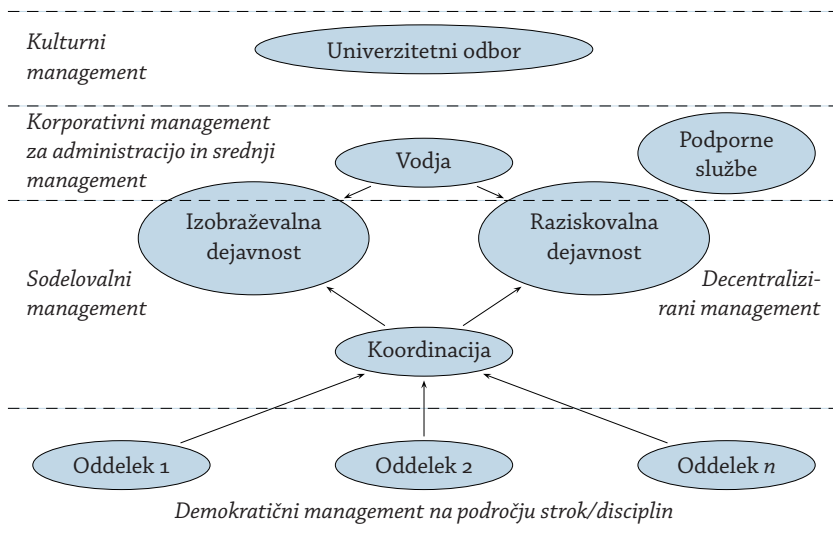 Kulturni
management
Univerzitetni odbor
Korporativni management
za administracijo in srednji
management
Vodja
Podporne
službe
Izobraževalna
dejavnost
Raziskovalna
dejavnost
Sodelovalni
management
Decentralizi-
rani management
Koordinacija
Oddelek 1
Oddelek 2
Oddelek n
Demokratični management na področju strok/disciplin